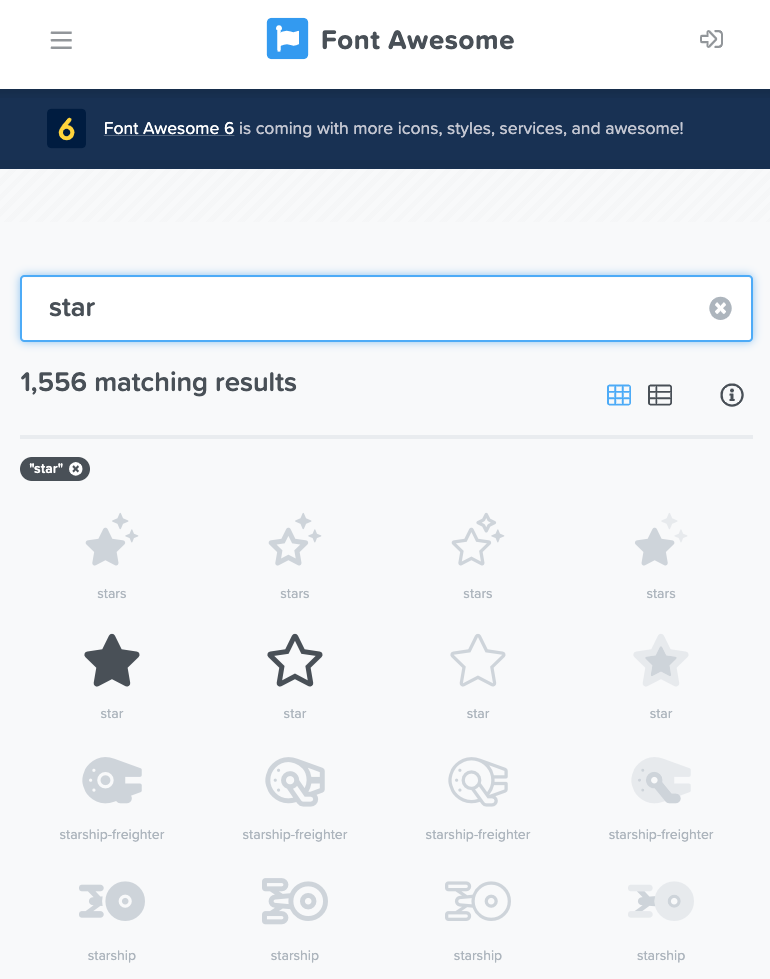 Font Awesome
6 Font Awesome 6 is coming with more icons, styles, services, and awesome!
star
1,556 matching results
"star"
stars stars stars stars
star star star star
starship-freighter starship-freighter starship-freighter starship-freighter
starship starship starship starship